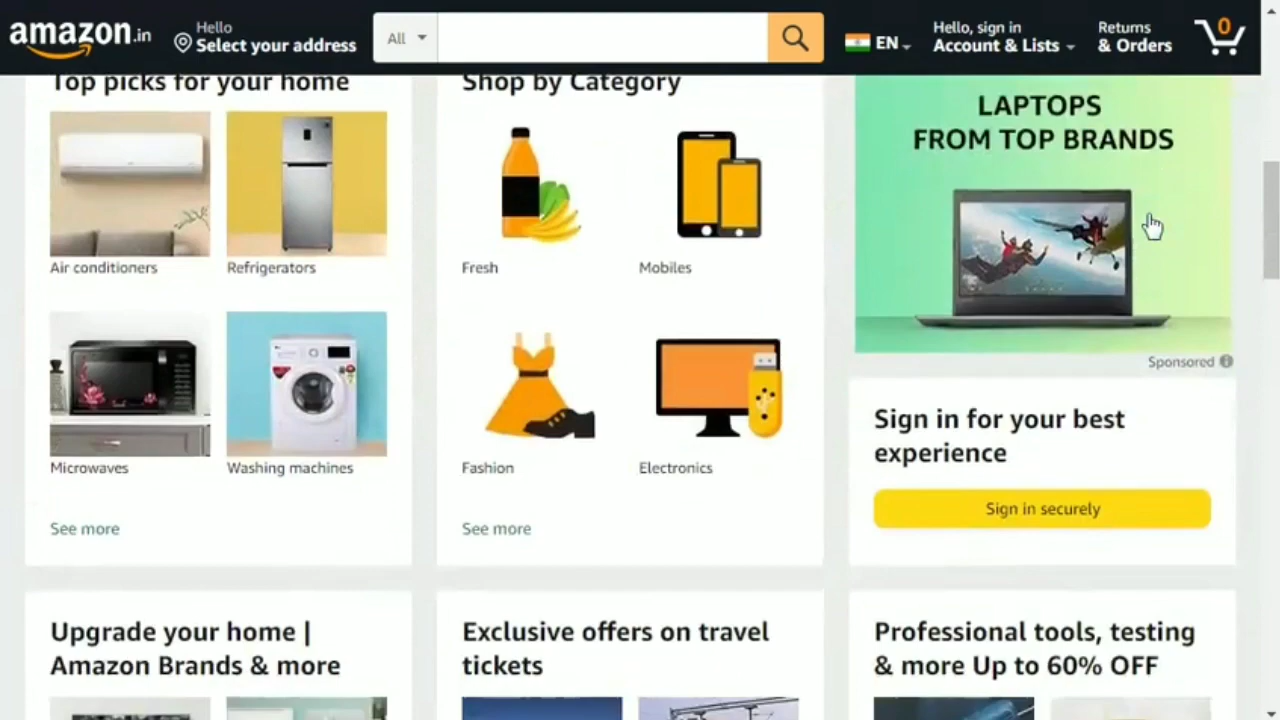 amazon.in
Hello
Select your address
All
EN
Hello, sign in
Account & Lists
Returns
& Orders
0
Top picks for your home
Air conditioners
Refrigerators
Microwaves
Washing machines
See more
Shop by Category
Fresh
Mobiles
Fashion
Electronics
See more
LAPTOPS
FROM TOP BRANDS
Sponsored
Sign in for your best
experience
Sign in securely
Upgrade your home |
Amazon Brands & more
Exclusive offers on travel
tickets
Professional tools, testing
& more Up to 60% OFF